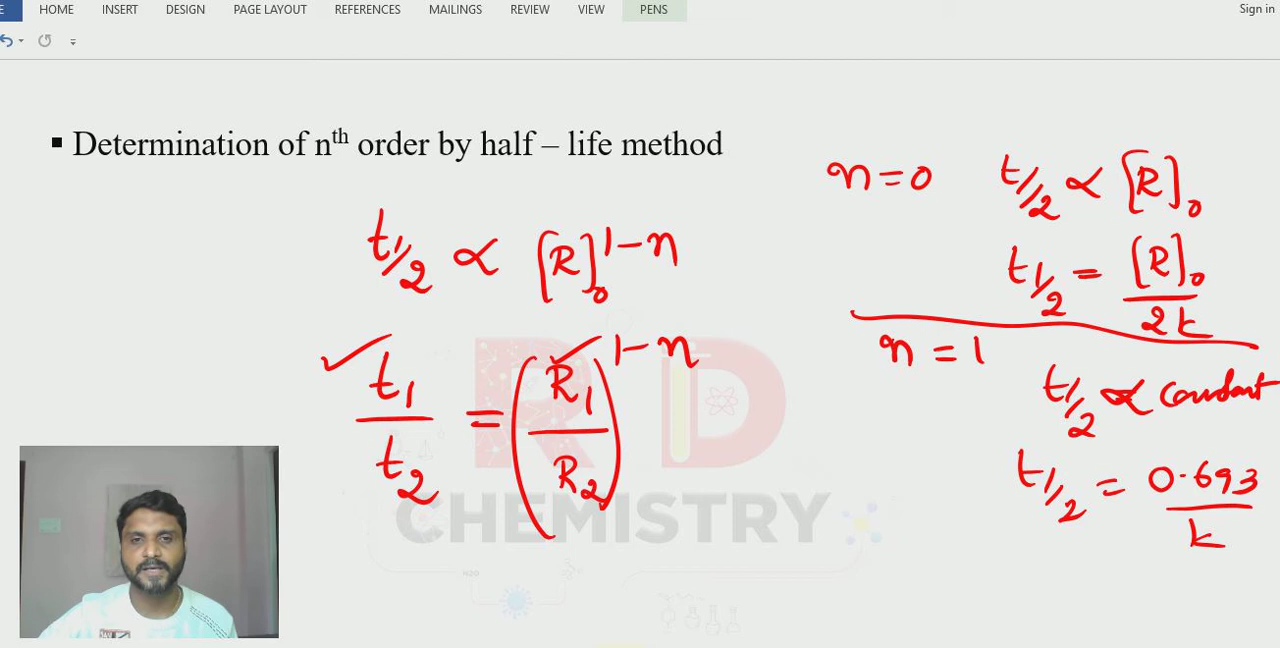 E HOME INSERT DESIGN PAGE LAYOUT REFERENCES MAILINGS REVIEW VIEW PENS Sign in
▪ Determination of nth order by half – life method
t1/2 ∝ [R]₀^1–n
t₁/t₂ = (R₁/R₂)^1–n
n=0 t1/2 ∝ [R]₀
t1/2 = [R]₀/2k
n=1
t1/2 ∝ constant
t1/2 = 0.693/k
RD
CHEMISTRY
H2O